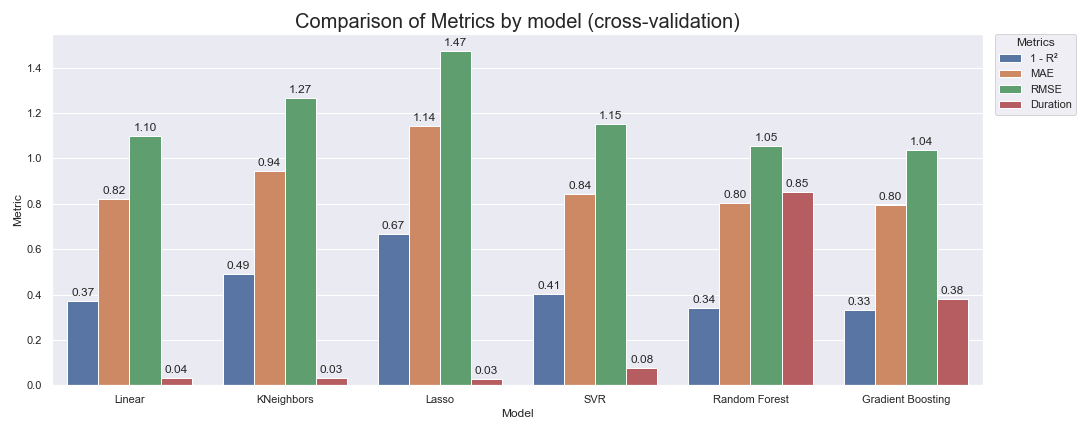 Comparison of Metrics by model (cross-validation)
Metrics
1 - R²
MAE
RMSE
Duration
Metric
1.4
1.2
1.0
0.8
0.6
0.4
0.2
0.0
0.37
0.82
1.10
0.04
0.49
0.94
1.27
0.03
0.67
1.14
1.47
0.03
0.41
0.84
1.15
0.08
0.34
0.80
1.05
0.85
0.33
0.80
1.04
0.38
Linear
KNeighbors
Lasso
SVR
Random Forest
Gradient Boosting
Model